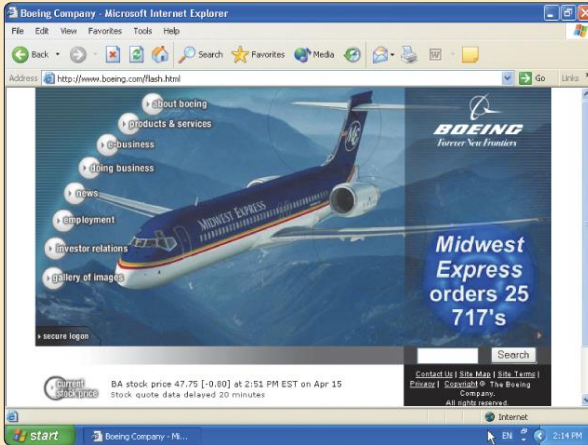 Boeing Company - Microsoft Internet Explorer
File Edit View Favorites Tools Help
Back Search Favorites Media
Address http://www.boeing.com/flash.html Go Links
about boeing
products & services
e-business
doing business
news
employment
investor relations
gallery of images
secure logon
MIDWEST EXPRESS
BOEING
Forever New Frontiers
Midwest
Express
orders 25
717's
Search
current
stock price
BA stock price 47.75 [-0.80] at 2:51 PM EST on Apr 15
Stock quote data delayed 20 minutes
Contact Us | Site Map | Site Terms |
Privacy | Copyright © The Boeing
Company.
All rights reserved.
Internet
start Boeing Company - Mi... EN 2:14 PM